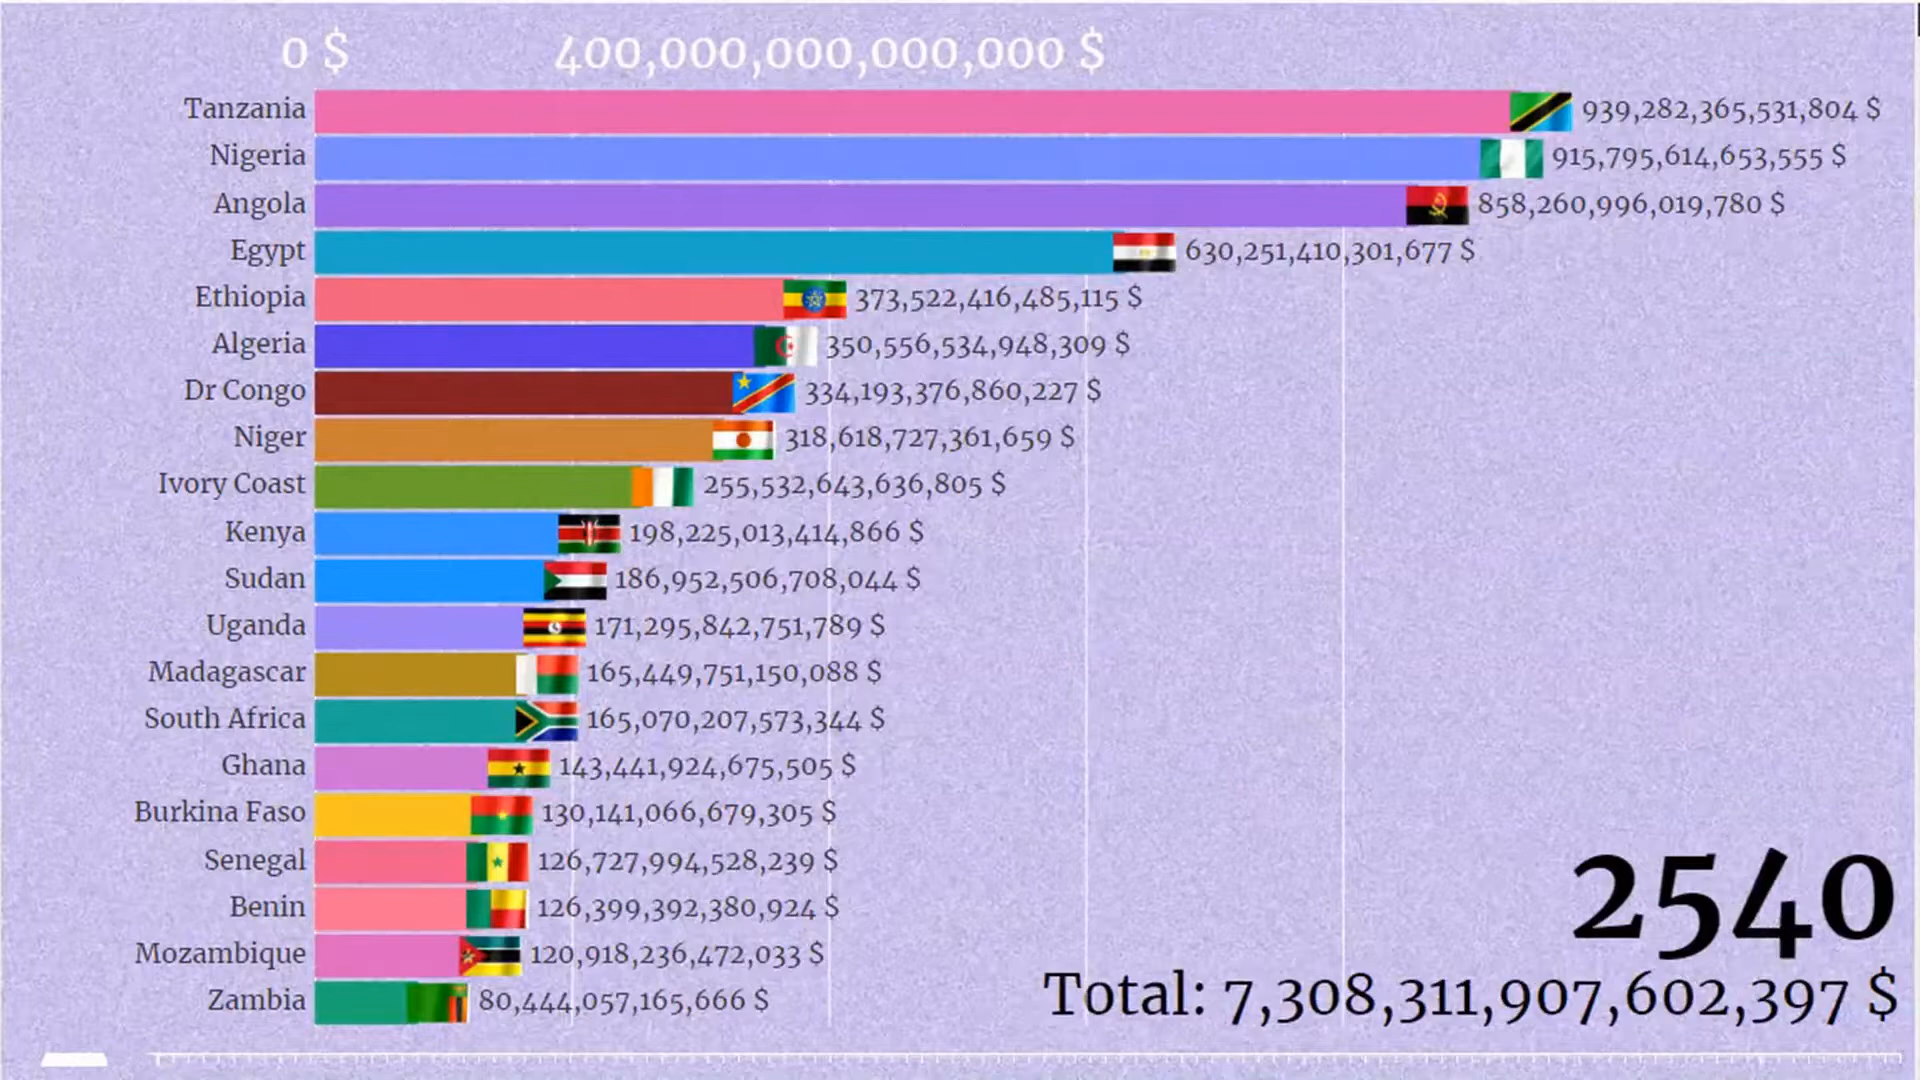 0 $ 400,000,000,000,000 $
Tanzania 939,282,365,531,804 $
Nigeria 915,795,614,653,555 $
Angola 858,260,996,019,780 $
Egypt 630,251,410,301,677 $
Ethiopia 373,522,416,485,115 $
Algeria 350,556,534,948,309 $
Dr Congo 334,193,376,860,227 $
Niger 318,618,727,361,659 $
Ivory Coast 255,532,643,636,805 $
Kenya 198,225,013,414,866 $
Sudan 186,952,506,708,044 $
Uganda 171,295,842,751,789 $
Madagascar 165,449,751,150,088 $
South Africa 165,070,207,573,344 $
Ghana 143,441,924,675,505 $
Burkina Faso 130,141,066,679,305 $
Senegal 126,727,994,528,239 $
Benin 126,399,392,380,924 $
Mozambique 120,918,236,472,033 $
Zambia 80,444,057,165,666 $
2540
Total: 7,308,311,907,602,397 $